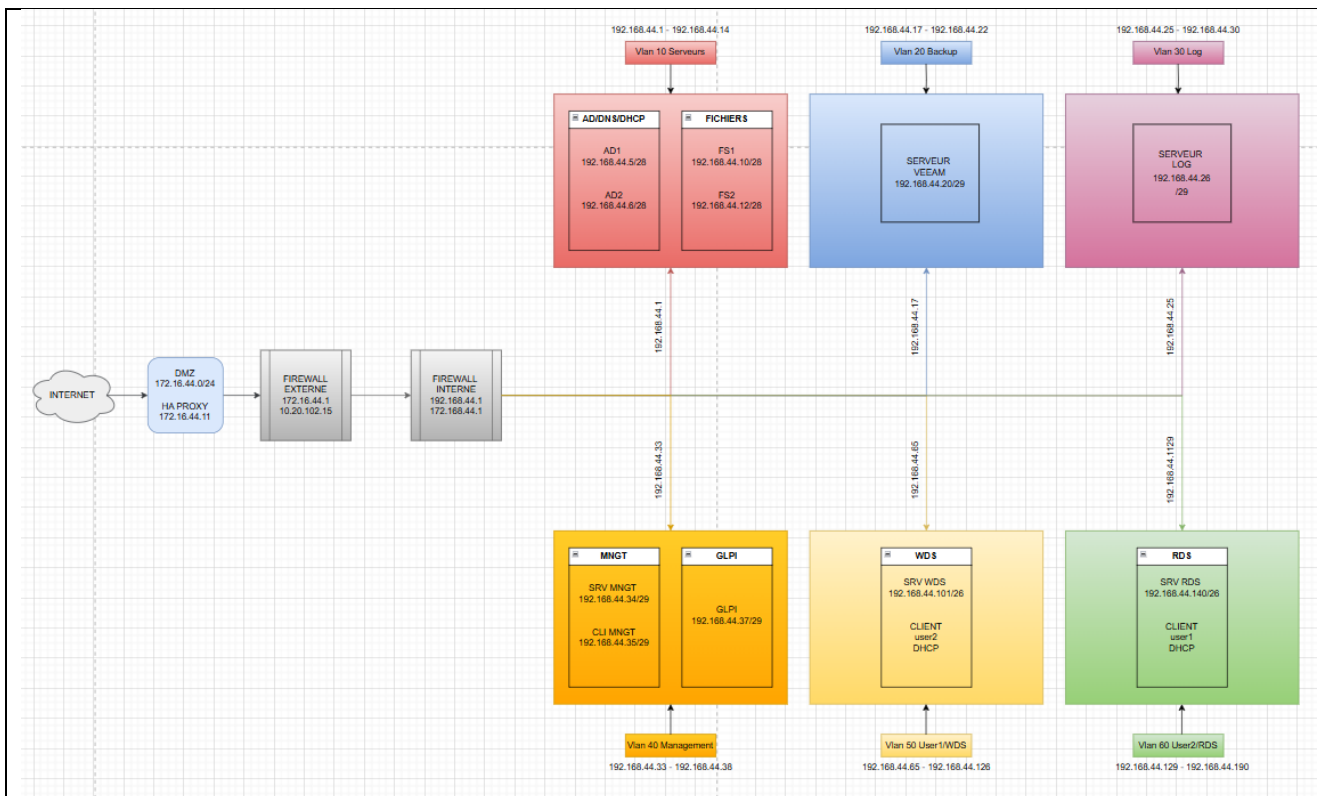 192.168.44.1 - 192.168.44.14
192.168.44.17 - 192.168.44.22
192.168.44.25 - 192.168.44.30
Vlan 10 Serveurs
Vlan 20 Backup
Vlan 30 Log
AD/DNS/DHCP
AD1
192.168.44.5/28
AD2
192.168.44.6/28
FICHIERS
FS1
192.168.44.10/28
FS2
192.168.44.12/28
SERVEUR
VEEAM
192.168.44.20/29
SERVEUR
LOG
192.168.44.26
/29
192.168.44.1
192.168.44.17
192.168.44.25
INTERNET
DMZ
172.16.44.0/24
HA PROXY
172.16.44.11
FIREWALL
EXTERNE
172.16.44.1
10.20.102.15
FIREWALL
INTERNE
192.168.44.1
172.168.44.1
192.168.44.33
192.168.44.65
192.168.44.1129
MNGT
SRV MNGT
192.168.44.34/29
CLI MNGT
192.168.44.35/29
GLPI
GLPI
192.168.44.37/29
WDS
SRV WDS
192.168.44.101/26
CLIENT
user2
DHCP
RDS
SRV RDS
192.168.44.140/26
CLIENT
user1
DHCP
Vlan 40 Management
Vlan 50 User1/WDS
Vlan 60 User2/RDS
192.168.44.33 - 192.168.44.38
192.168.44.65 - 192.168.44.126
192.168.44.129 - 192.168.44.190